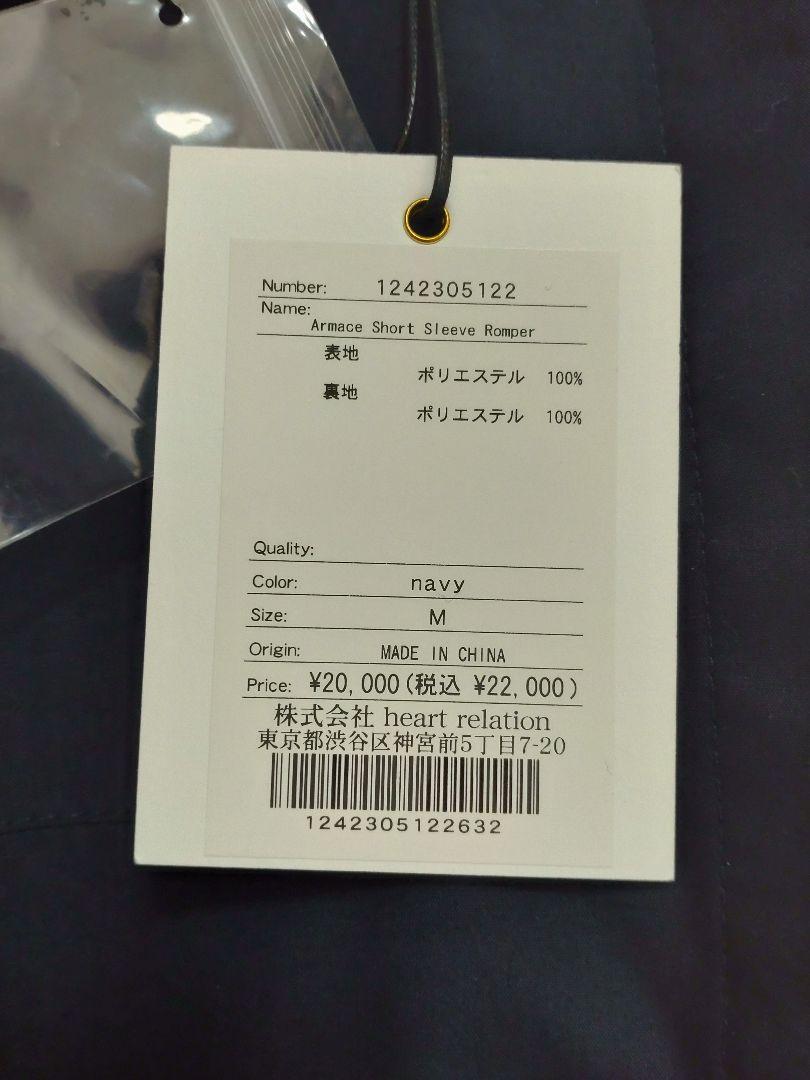 Number: 1242305122
Name:
Armace Short Sleeve Romper
表地
ポリエステル 100%
裏地
ポリエステル 100%
Quality:
Color: navy
Size: M
Origin: MADE IN CHINA
Price: ¥20,000(税込 ¥22,000)
株式会社 heart relation
東京都渋谷区神宮前5丁目7-20
1242305122632